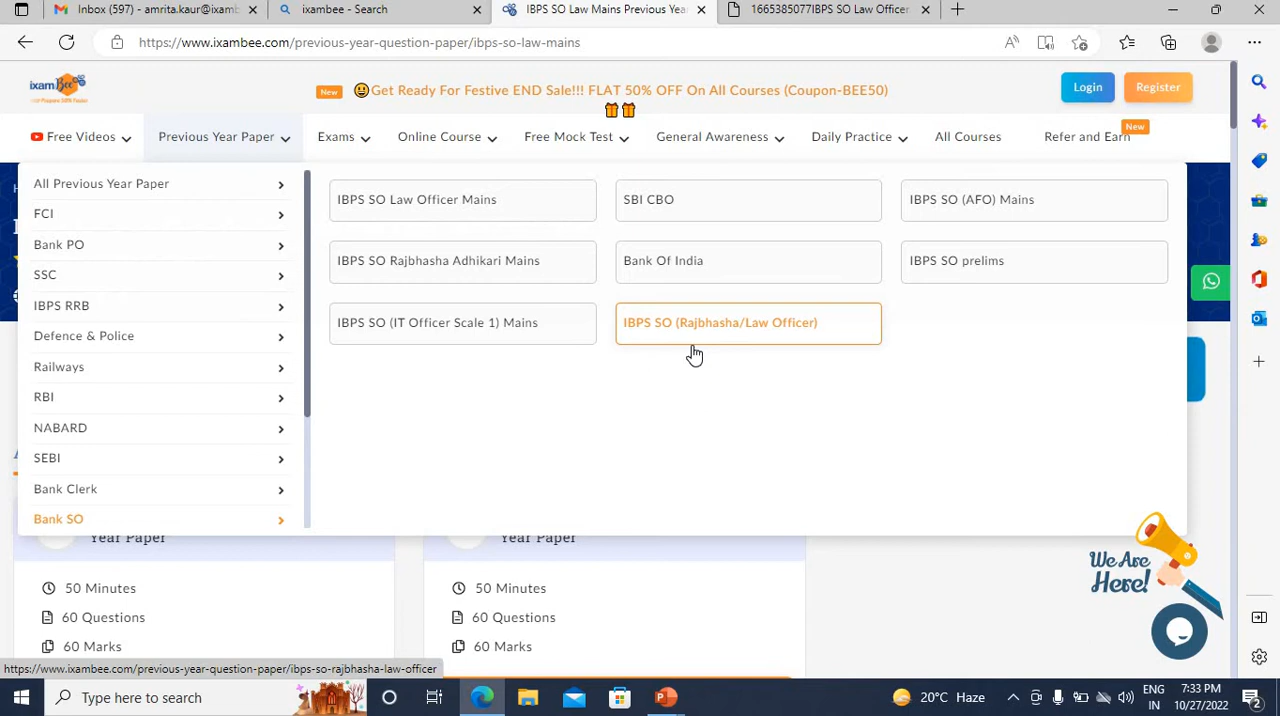 Inbox (597) - amrita.kaur@ixambe
ixambee - Search
IBPS SO Law Mains Previous Yea
1665385077IBPS SO Law Officer
https://www.ixambee.com/previous-year-question-paper/ibps-so-law-mains
ixamBee
New
Get Ready For Festive END Sale!!! FLAT 50% OFF On All Courses (Coupon-BEE50)
Login
Register
Free Videos
Previous Year Paper
Exams
Online Course
Free Mock Test
General Awareness
Daily Practice
All Courses
Refer and Earn
New
All Previous Year Paper
FCI
Bank PO
SSC
IBPS RRB
Defence & Police
Railways
RBI
NABARD
SEBI
Bank Clerk
Bank SO
IBPS SO Law Officer Mains
SBI CBO
IBPS SO (AFO) Mains
IBPS SO Rajbhasha Adhikari Mains
Bank Of India
IBPS SO prelims
IBPS SO (IT Officer Scale 1) Mains
IBPS SO (Rajbhasha/Law Officer)
Year Paper
50 Minutes
60 Questions
60 Marks
Year Paper
50 Minutes
60 Questions
60 Marks
We Are
Here!
https://www.ixambee.com/previous-year-question-paper/ibps-so-rajbhasha-law-officer
Type here to search
20°C Haze
ENG
IN
7:33 PM
10/27/2022
2